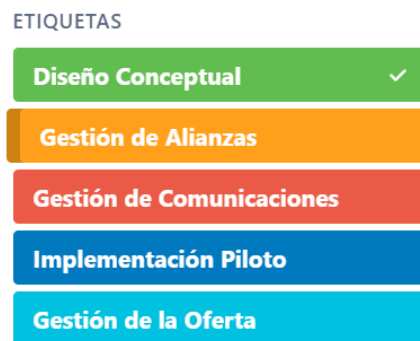 ETIQUETAS
Diseño Conceptual
Gestión de Alianzas
Gestión de Comunicaciones
Implementación Piloto
Gestión de la Oferta